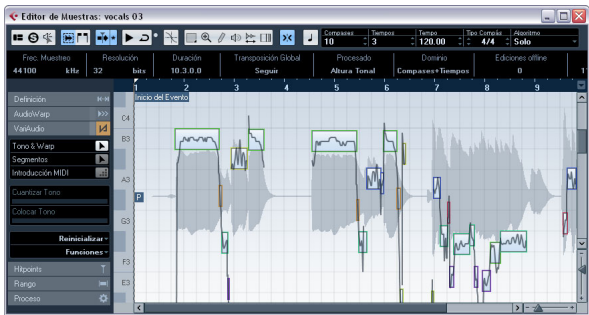 Editor de Muestras: vocals 03
Compases Tiempos Tempo Tipo Compás Algoritmo
10 3 120.00 4/4 Solo
Frec. Muestreo Resolución Duración Transposición Global Procesado Dominio Ediciones offline
44100 kHz 32 bits 10.3.0.0 Seguir Altura Tonal Compases+Tiempos 0 1
1 2 3 4 5 6 7 8 9
Inicio del Evento
Definición
AudioWarp
VariAudio
Tono & Warp
Segmentos
Introducción MIDI
Cuantizar Tono
Colocar Tono
Reinicializar
Funciones
Hitpoints
Rango
Proceso
C4
B3
A3
G3
F3
E3
P